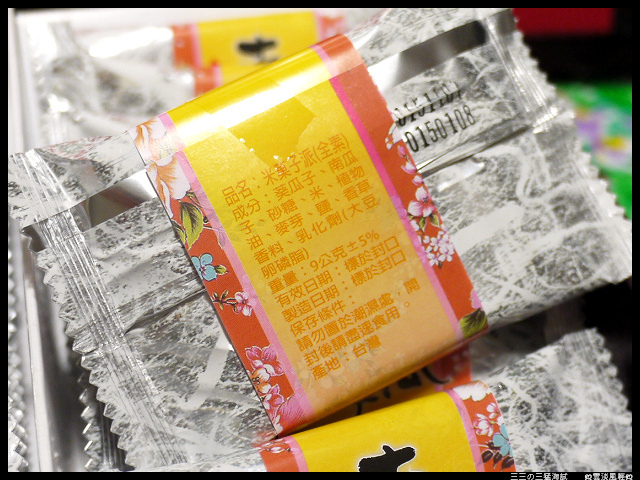 品名：米菓子派(全素)
成分：葵瓜子、南瓜
子、砂糖、米、植物
油、麥芽、鹽、香草
香料、乳化劑(大豆
卵磷脂)
重量：9公克±5%
有效日期：標於封口
製造日期：標於封口
保存條件：
請勿置於潮濕處，開
封後請盡速食用。
產地：台灣
0150108